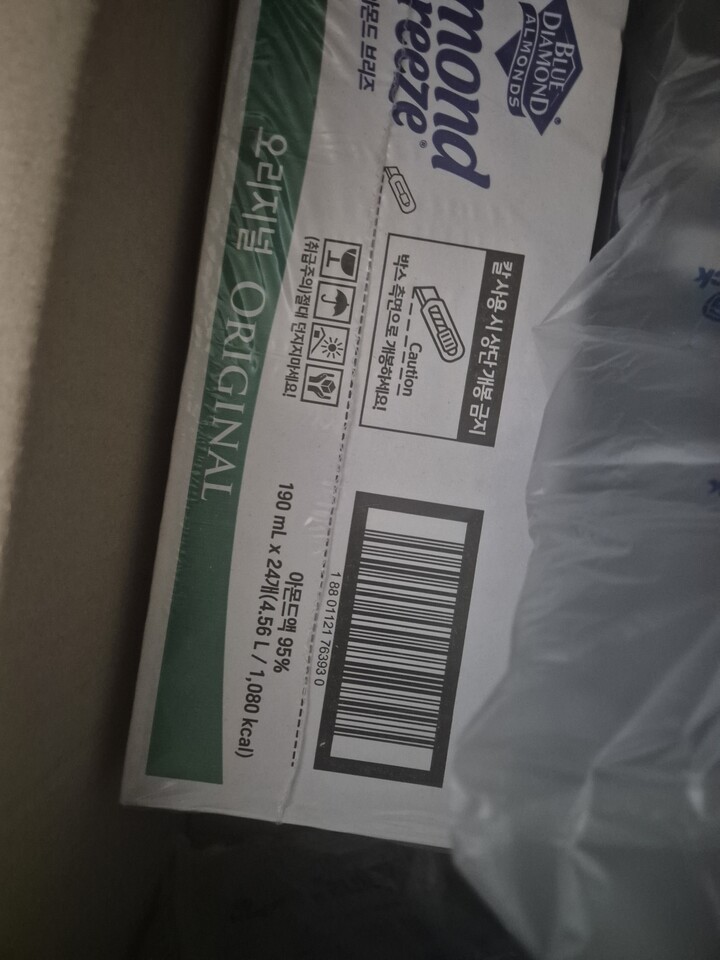 BLUE
DIAMOND
ALMONDS
mond
reeze
몬드 브리즈
오리지널 ORIGINAL
칼 사용 시 상단 개봉 금지
Caution
박스 측면으로 개봉하세요!
(취급주의)절대 던지지마세요!
190 mL x 24개(4.56 L / 1,080 kcal)
아몬드액 95%
1 88 01121 76393 0